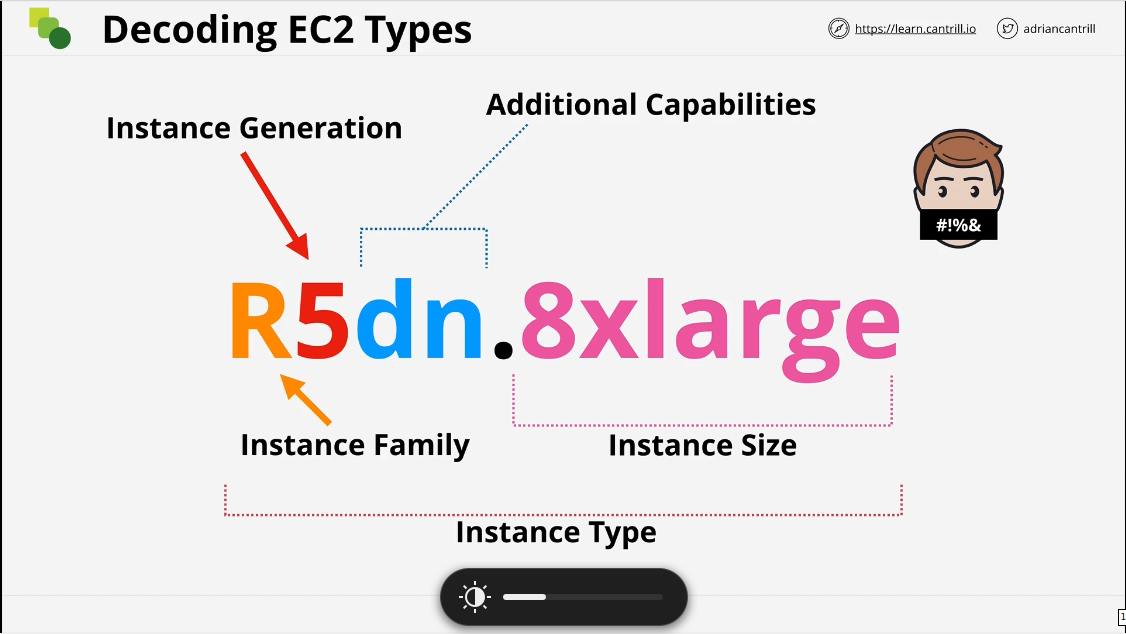 Decoding EC2 Types
https://learn.cantrill.io
adriancantrill
Additional Capabilities
Instance Generation
#!%&
R5dn.8xlarge
Instance Family
Instance Size
Instance Type
1